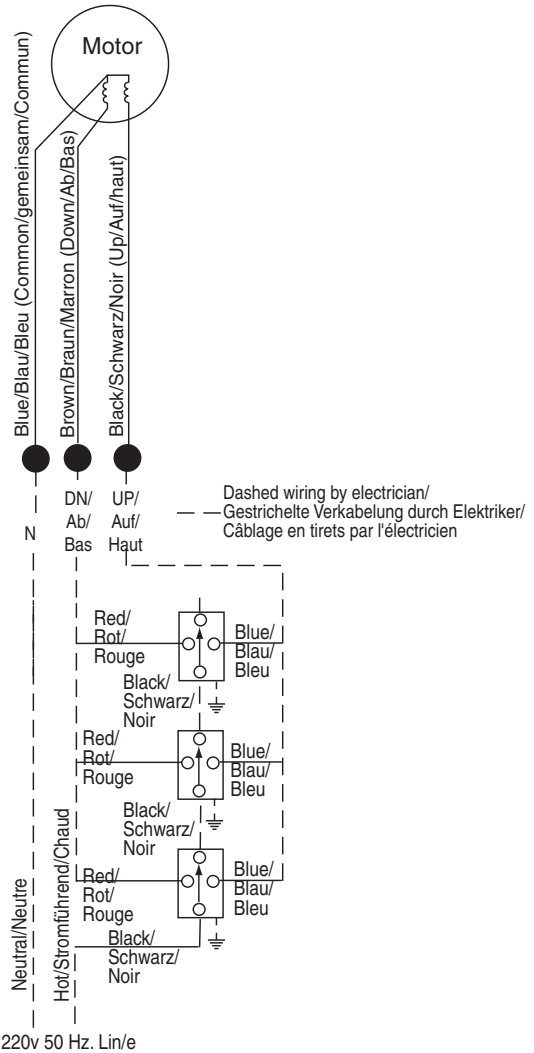 Motor
Blue/Blau/Bleu (Common/gemeinsam/Commun)
Brown/Braun/Marron (Down/Ab/Bas)
Black/Schwarz/Noir (Up/Auf/haut)
N
DN/
Ab/
Bas
UP/
Auf/
Haut
Dashed wiring by electrician/
Gestrichelte Verkabelung durch Elektriker/
Câblage en tirets par l'électricien
Red/
Rot/
Rouge
Blue/
Blau/
Bleu
Black/
Schwarz/
Noir
Red/
Rot/
Rouge
Blue/
Blau/
Bleu
Black/
Schwarz/
Noir
Red/
Rot/
Rouge
Blue/
Blau/
Bleu
Black/
Schwarz/
Noir
Neutral/Neutre
Hot/Stromführend/Chaud
220v 50 Hz. Lin/e